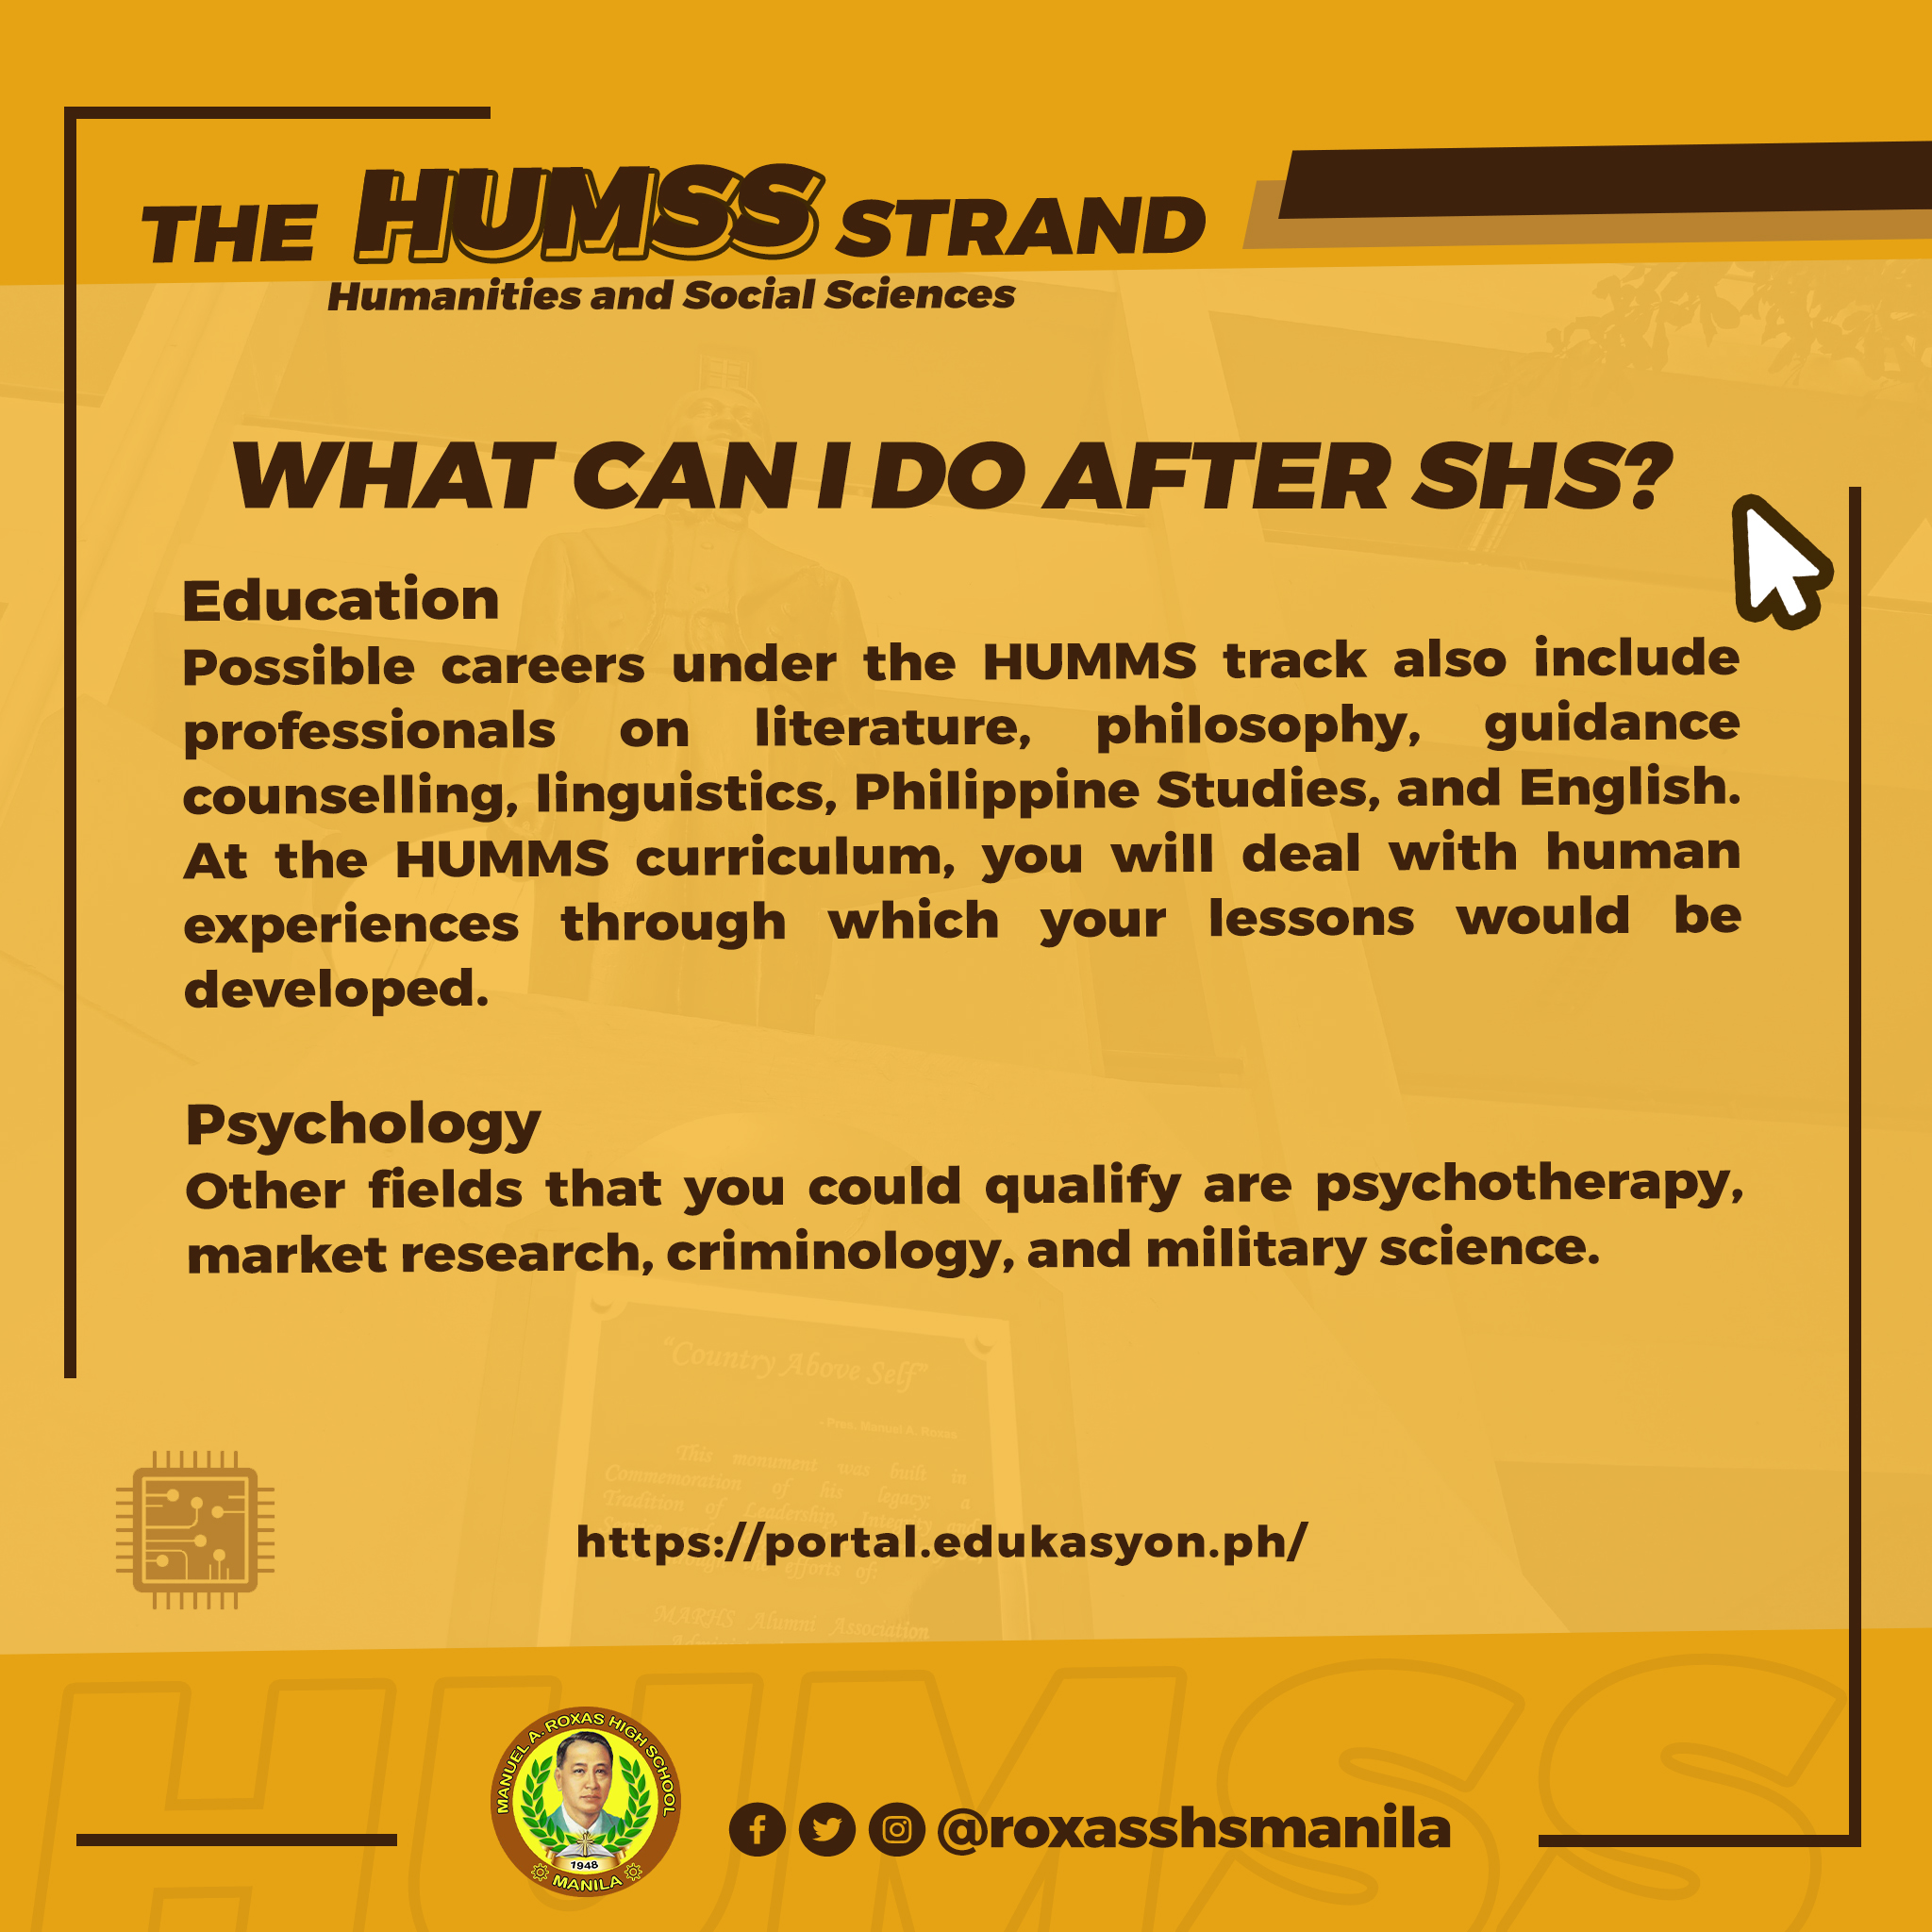 THE HUMSS STRAND
Humanities and Social Sciences
WHAT CAN I DO AFTER SHS?
Education
Possible careers under the HUMMS track also include
professionals on literature, philosophy, guidance
counselling, linguistics, Philippine Studies, and English.
At the HUMMS curriculum, you will deal with human
experiences through which your lessons would be
developed.
Psychology
Other fields that you could qualify are psychotherapy,
market research, criminology, and military science.
"Country Above Self"
- Pres. Manuel A. Roxas
This monument was built in
Commemoration of his legacy, a
Tradition of Leadership, Integrity and
https://portal.edukasyon.ph/
efforts of:
MARHS Alumni Association
HUMSS
MANUEL A. ROXAS HIGH SCHOOL
1948
MANILA
@roxasshsmanila